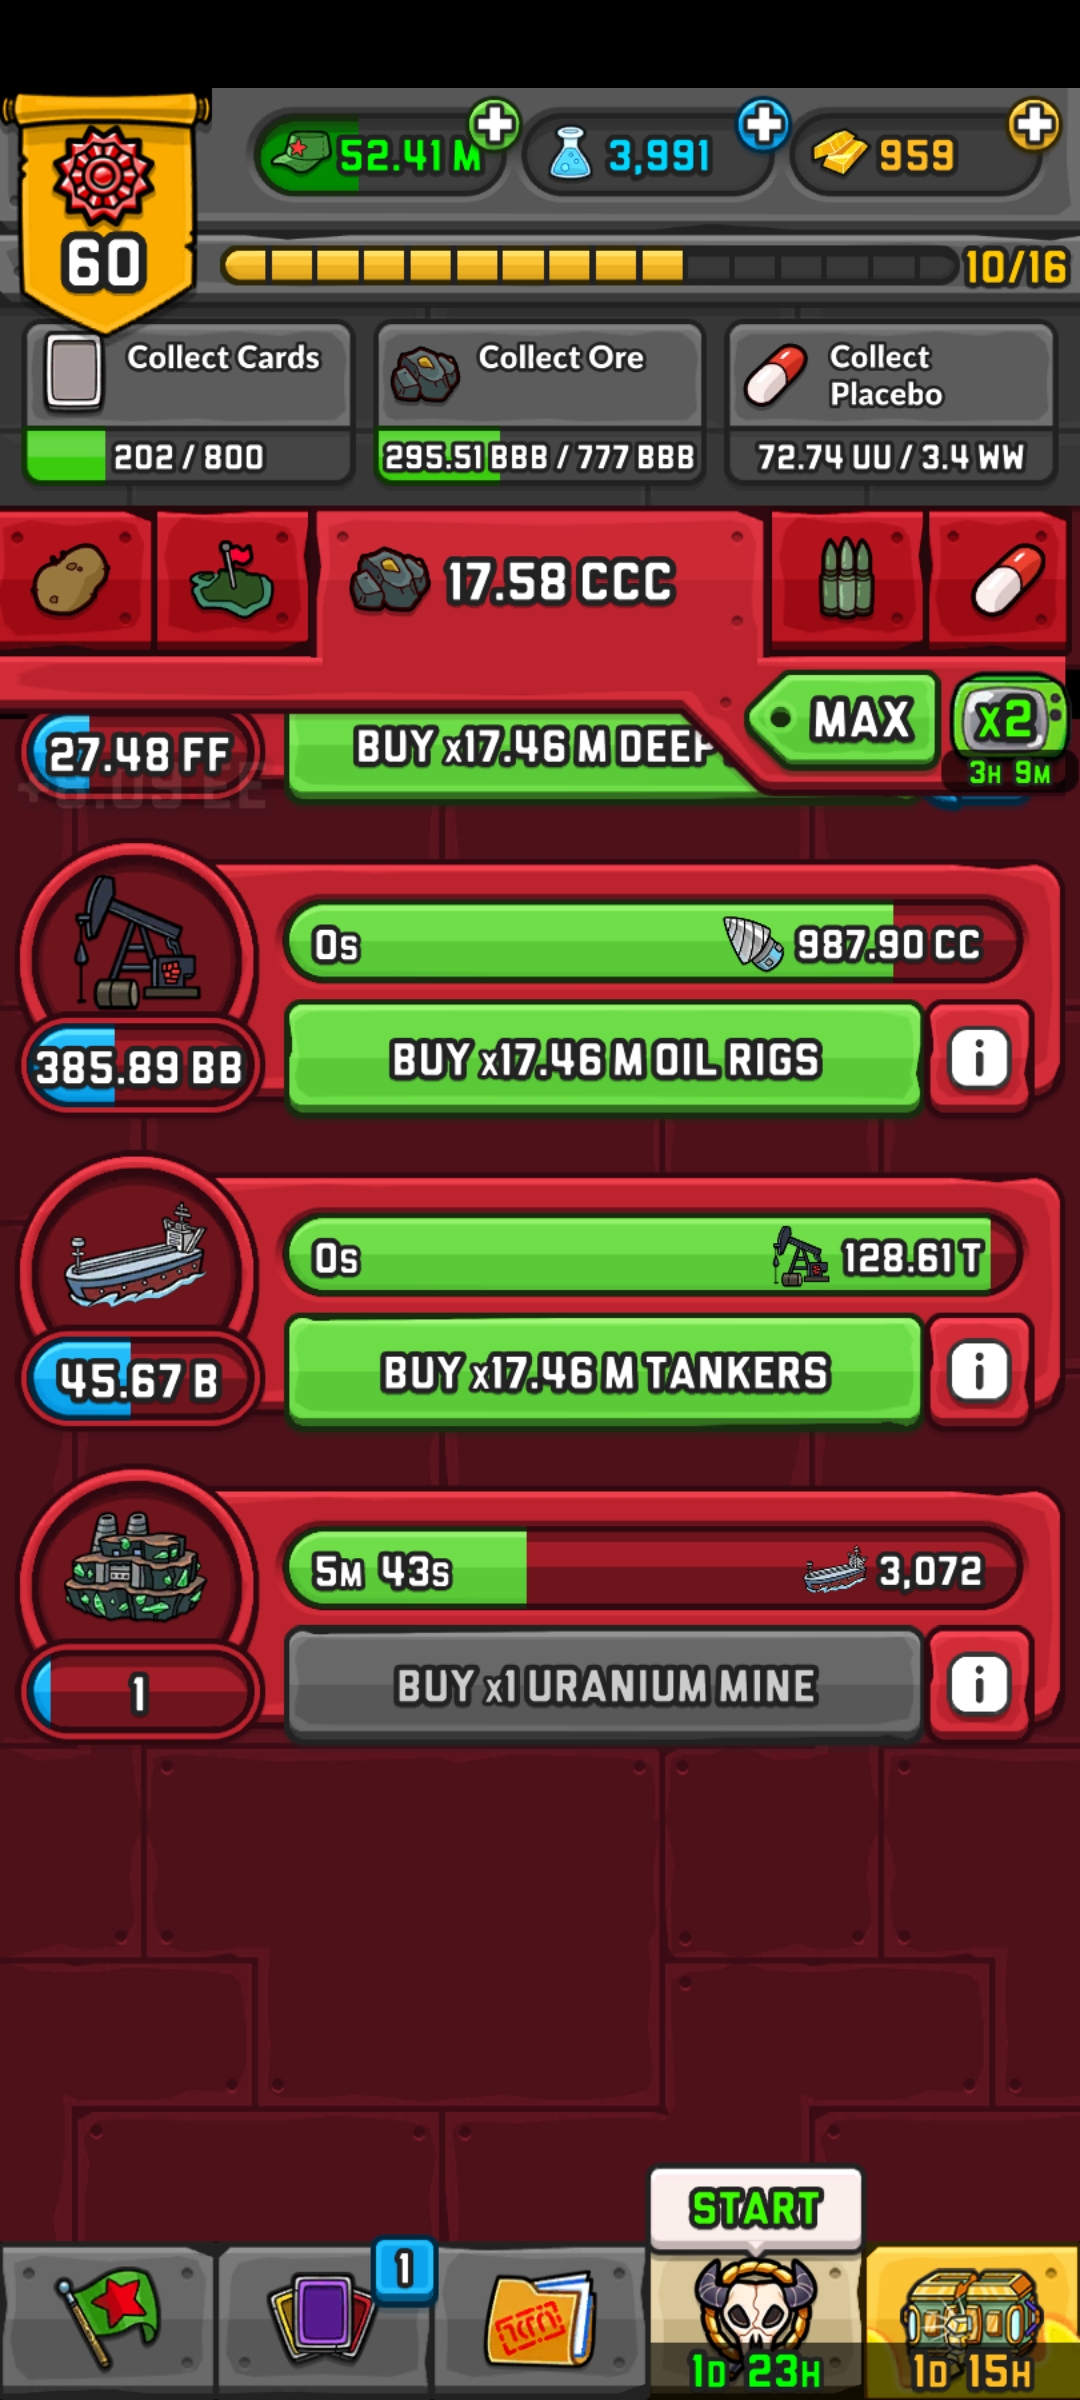 52.41 M
3,991
959
60
10/16
Collect Cards
202 / 800
Collect Ore
295.51 BBB / 777 BBB
Collect
Placebo
72.74 UU / 3.4 WW
17.58 CCC
MAX
x2
3H 9M
27.48 FF
BUY x17.46 M DEEP
0s
987.90 CC
385.89 BB
BUY x17.46 M OIL RIGS
i
0s
128.61 T
45.67 B
BUY x17.46 M TANKERS
i
5M 43s
3,072
1
BUY x1 URANIUM MINE
i
START
1
1D 23H
1D 15H